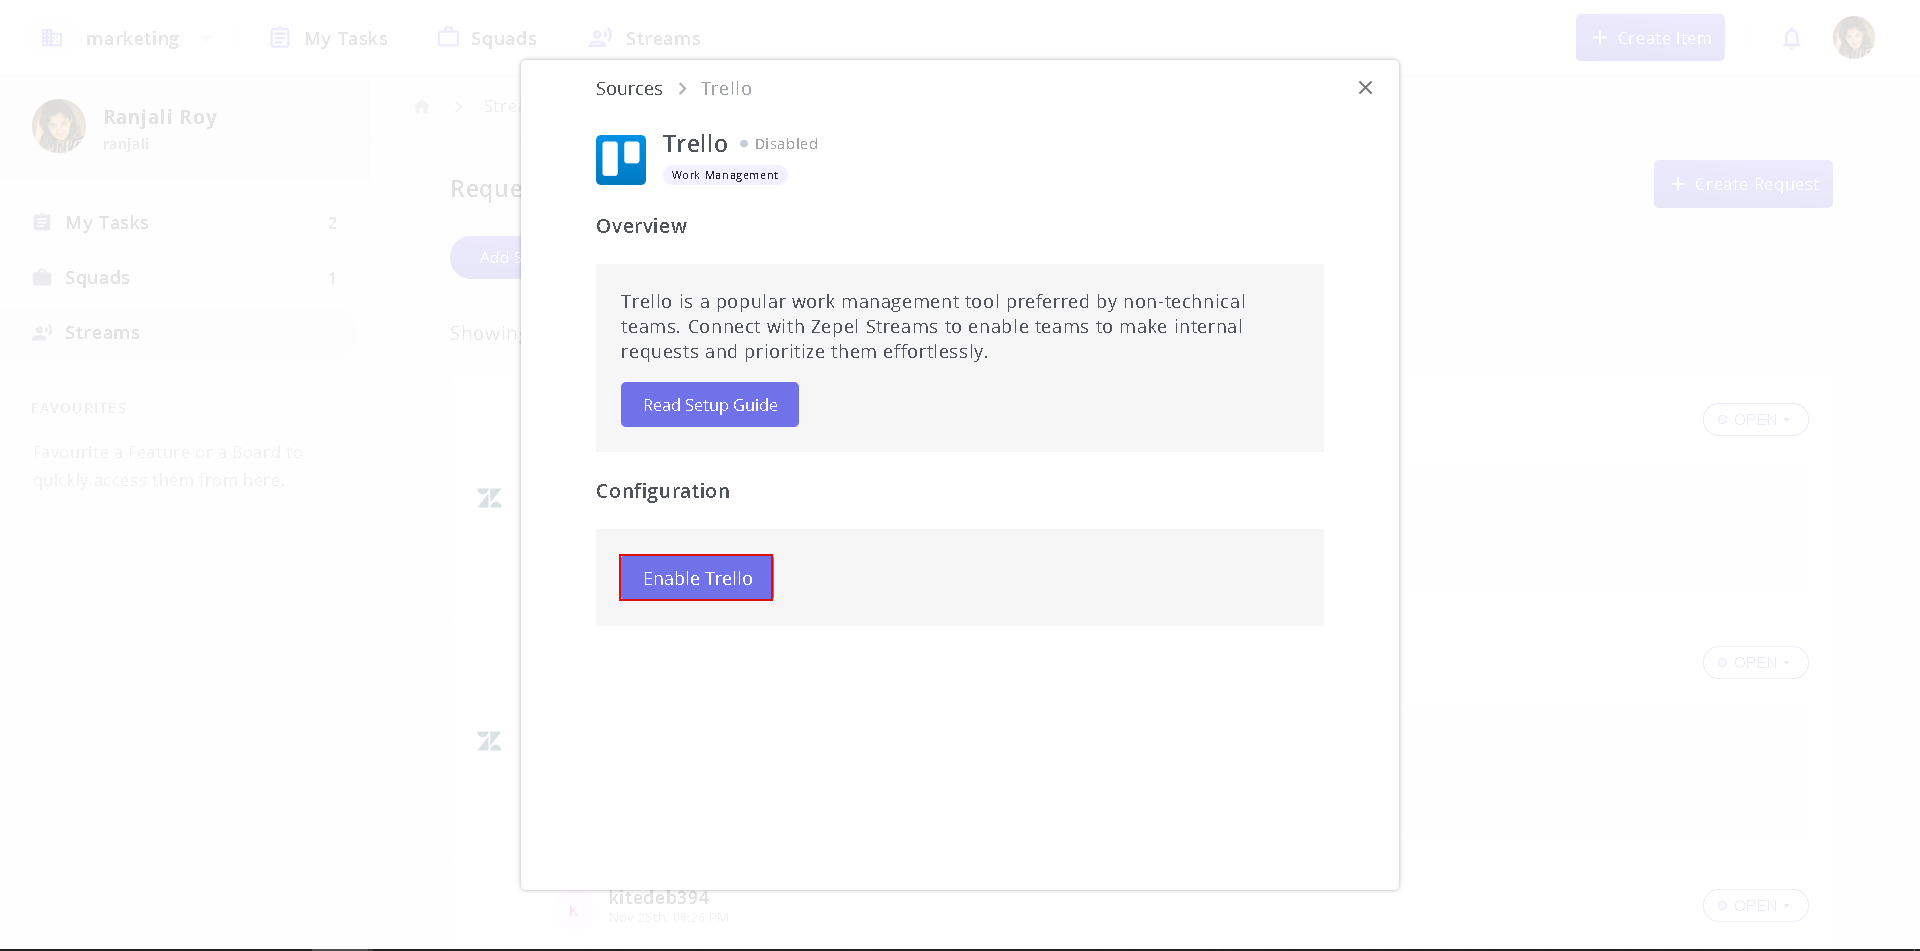 marketing
My Tasks
Squads
Streams
Create Item
Ranjali Roy
ranjali
My Tasks 2
Squads 1
Streams
FAVOURITES
Favourite a Feature or a Board to
quickly access them from here.
Create Request
Showing
Sources > Trello
Trello
Disabled
Work Management
Overview
Trello is a popular work management tool preferred by non-technical
teams. Connect with Zepel Streams to enable teams to make internal
requests and prioritize them effortlessly.
Read Setup Guide
Configuration
Enable Trello
OPEN
OPEN
K
kitedeb394
Nov 25th, 08:26 PM
OPEN